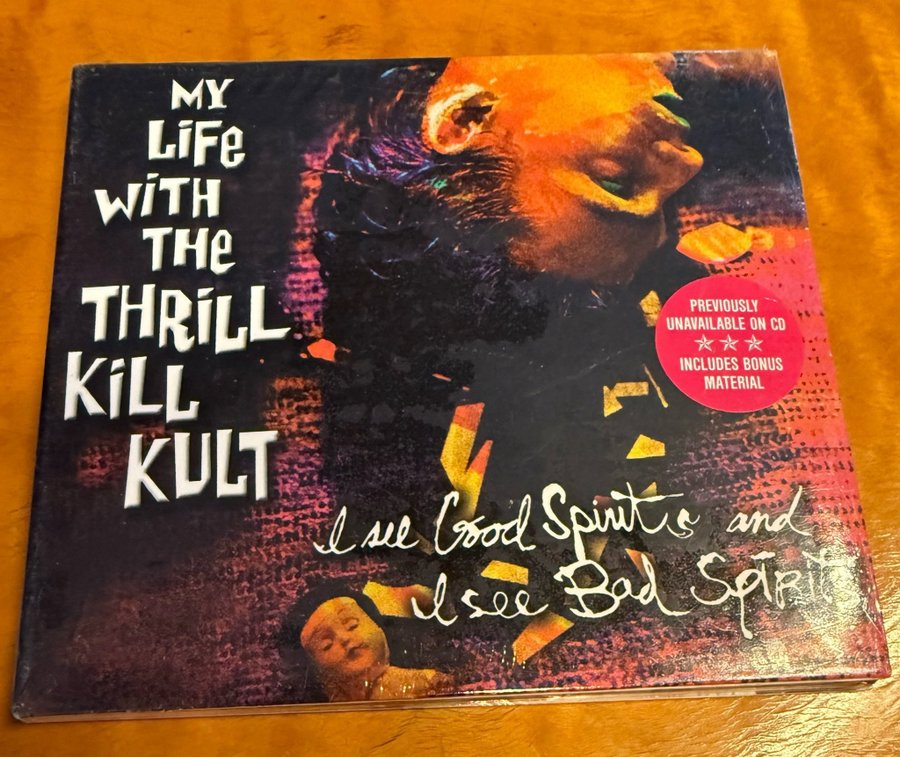 MY
LiFe
WiTH
THe
THRiLL
KiLL
KULT
PREVIOUSLY
UNAVAILABLE ON CD
INCLUDES BONUS
MATERIAL
I see Good Spirits and
I see Bad Spirits